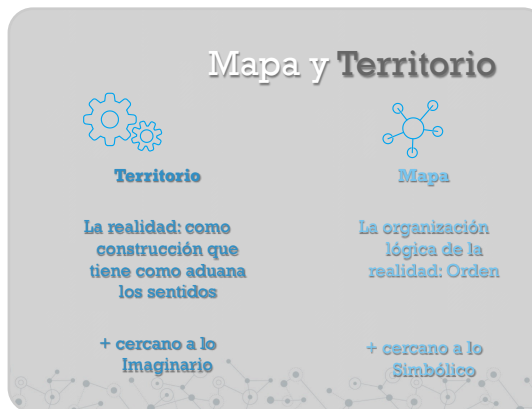 Mapa y Territorio
Territorio
La realidad: como
construcción que
tiene como aduana
los sentidos
+ cercano a lo
Imaginario
Mapa
La organización
lógica de la
realidad: Orden
+ cercano a lo
Simbólico